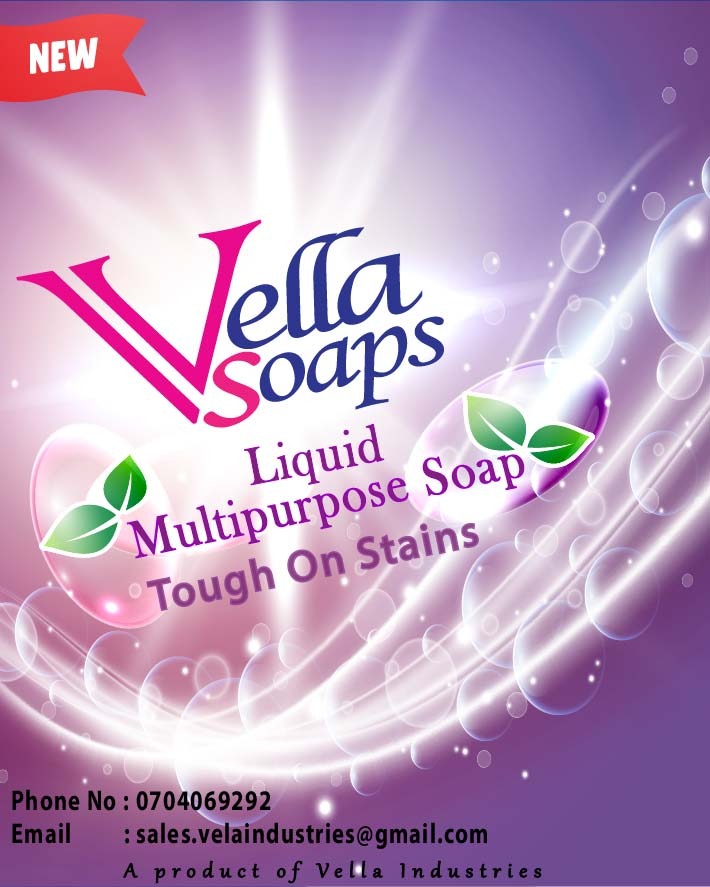 NEW
Vella
Soaps
Liquid
Multipurpose Soap
Tough On Stains
Phone No : 0704069292
Email : sales.velaindustries@gmail.com
A product of Vella Industries